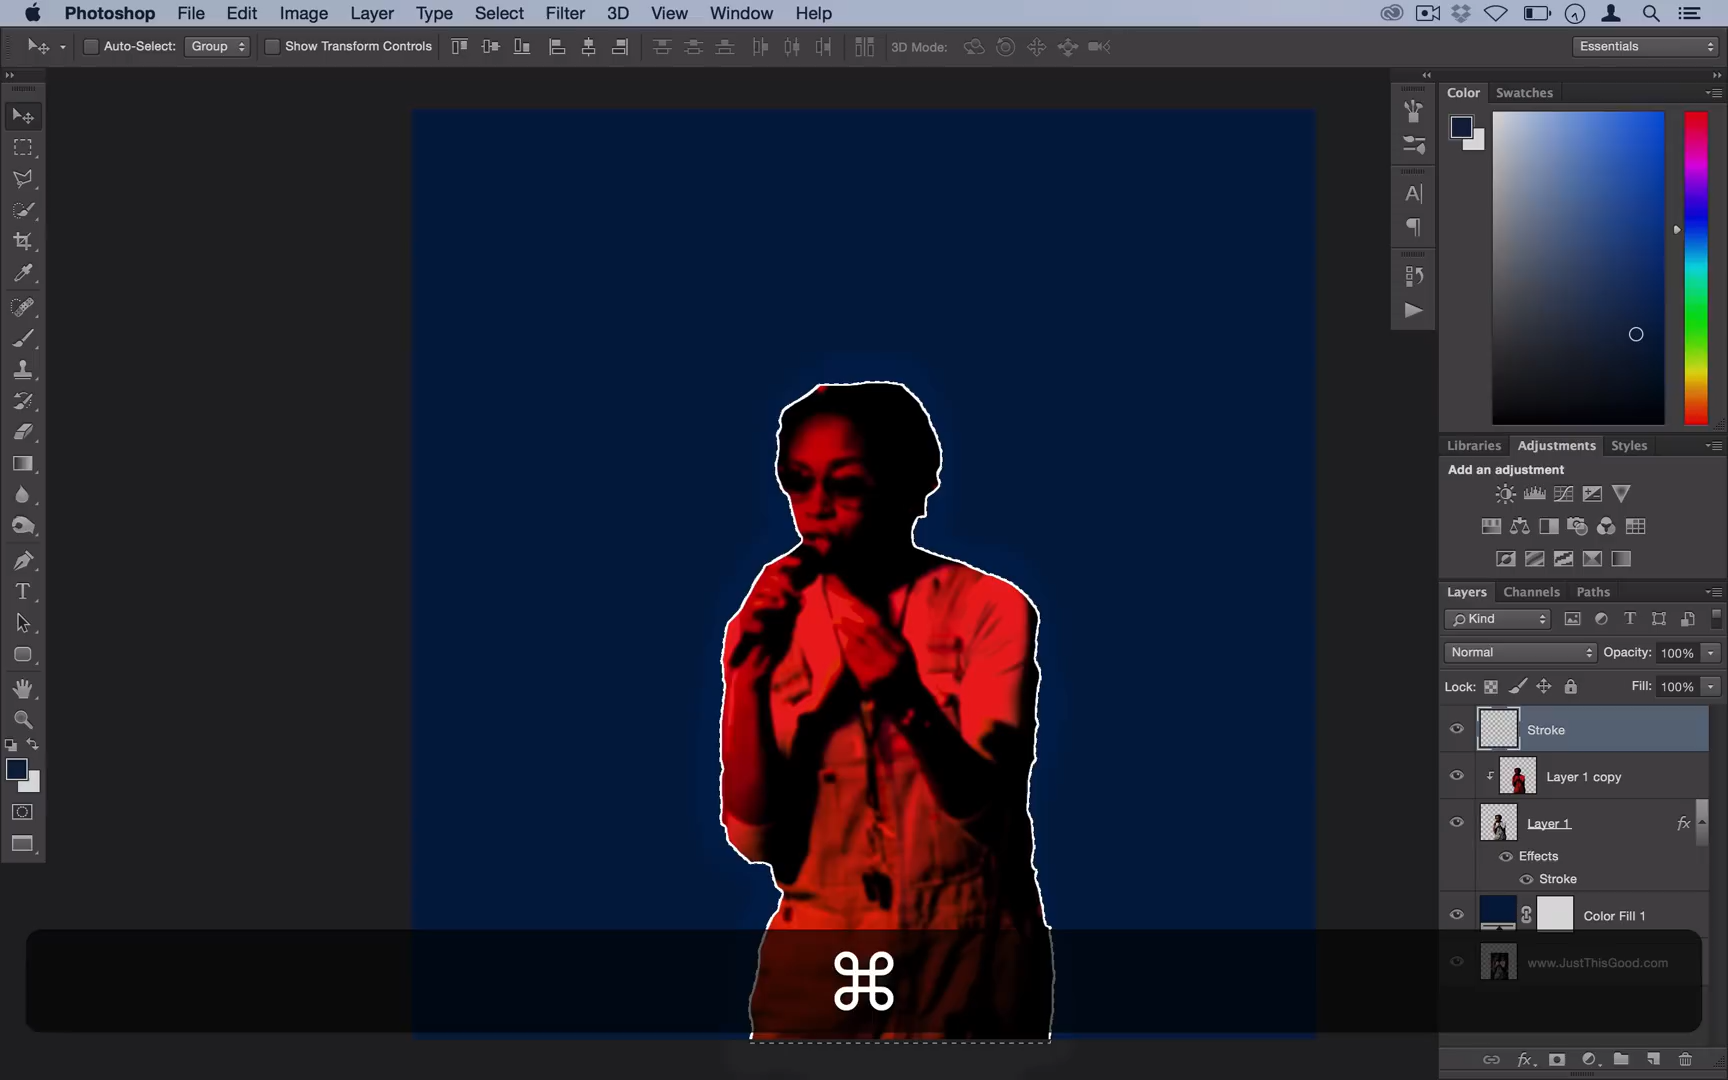 Photoshop File Edit Image Layer Type Select Filter 3D View Window Help
Auto-Select: Group Show Transform Controls 3D Mode: Essentials
Color Swatches
Libraries Adjustments Styles
Add an adjustment
Layers Channels Paths
Kind
Normal Opacity: 100%
Lock: Fill: 100%
Stroke
Layer 1 copy
Layer 1 fx
Effects
Stroke
Color Fill 1
www.JustThisGood.com
⌘
fx